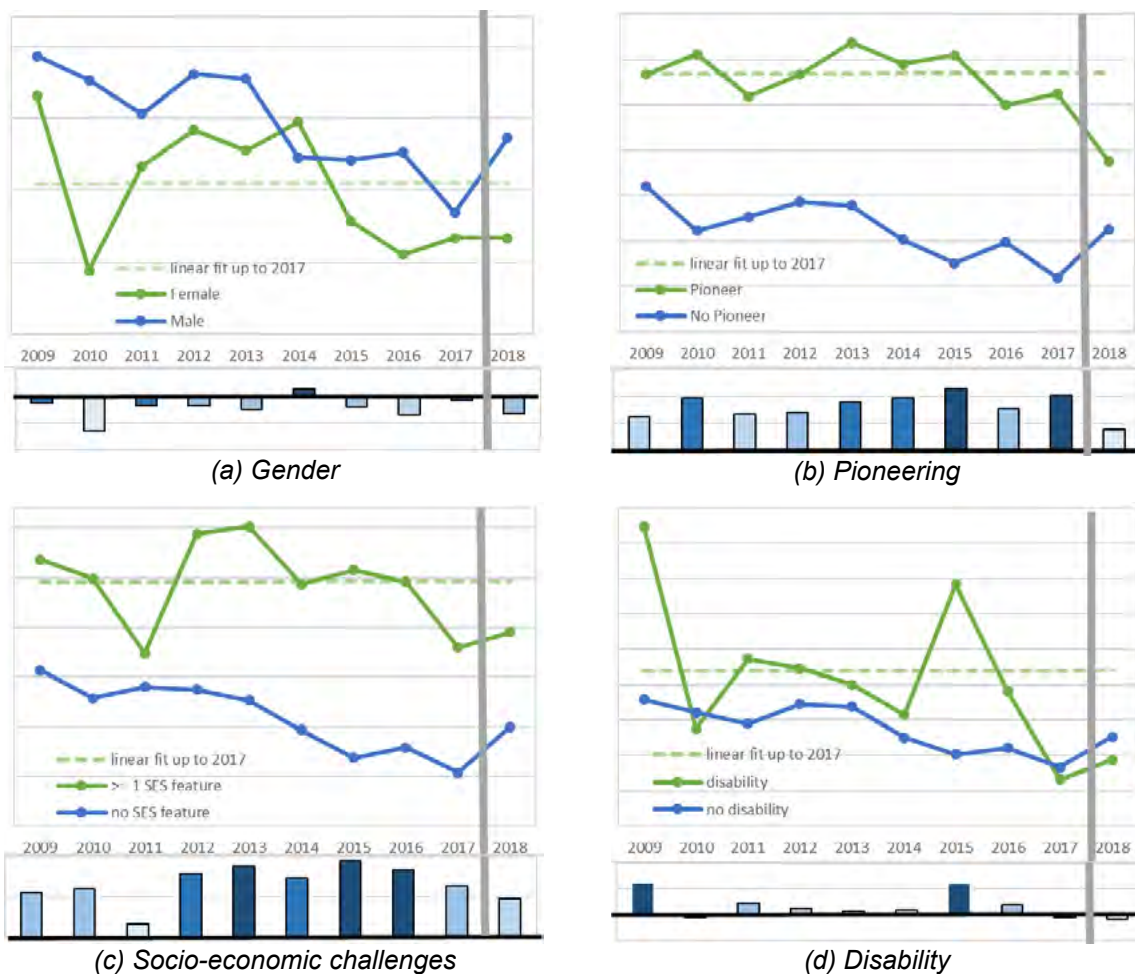 linear fit up to 2017
Female
Male
2009 2010 2011 2012 2013 2014 2015 2016 2017 2018
(a) Gender
linear fit up to 2017
Pioneer
No Pioneer
2009 2010 2011 2012 2013 2014 2015 2016 2017 2018
(b) Pioneering
linear fit up to 2017
>= 1 SES feature
no SES feature
2009 2010 2011 2012 2013 2014 2015 2016 2017 2018
(c) Socio-economic challenges
linear fit up to 2017
disability
no disability
2009 2010 2011 2012 2013 2014 2015 2016 2017 2018
(d) Disability